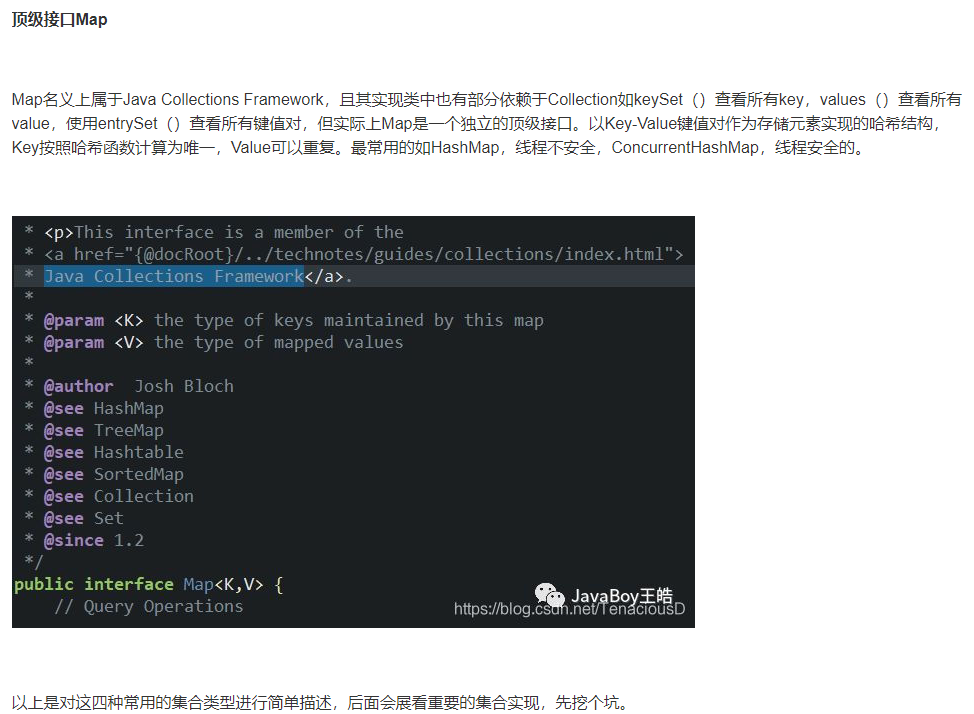 顶级接口Map
Map名义上属于Java Collections Framework，且其实现类中也有部分依赖于Collection如keySet（）查看所有key，values（）查看所有
value，使用entrySet（）查看所有键值对，但实际上Map是一个独立的顶级接口。以Key-Value键值对作为存储元素实现的哈希结构，
Key按照哈希函数计算为唯一，Value可以重复。最常用的如HashMap，线程不安全，ConcurrentHashMap，线程安全的。
* <p>This interface is a member of the
* <a href="{@docRoot}/../technotes/guides/collections/index.html">
* Java Collections Framework</a>.
*
* @param <K> the type of keys maintained by this map
* @param <V> the type of mapped values
*
* @author  Josh Bloch
* @see HashMap
* @see TreeMap
* @see Hashtable
* @see SortedMap
* @see Collection
* @see Set
* @since 1.2
*/
public interface Map<K,V> {
// Query Operations
JavaBoy王皓
https://blog.csdn.net/TenaciousD
以上是对这四种常用的集合类型进行简单描述，后面会展看重要的集合实现，先挖个坑。